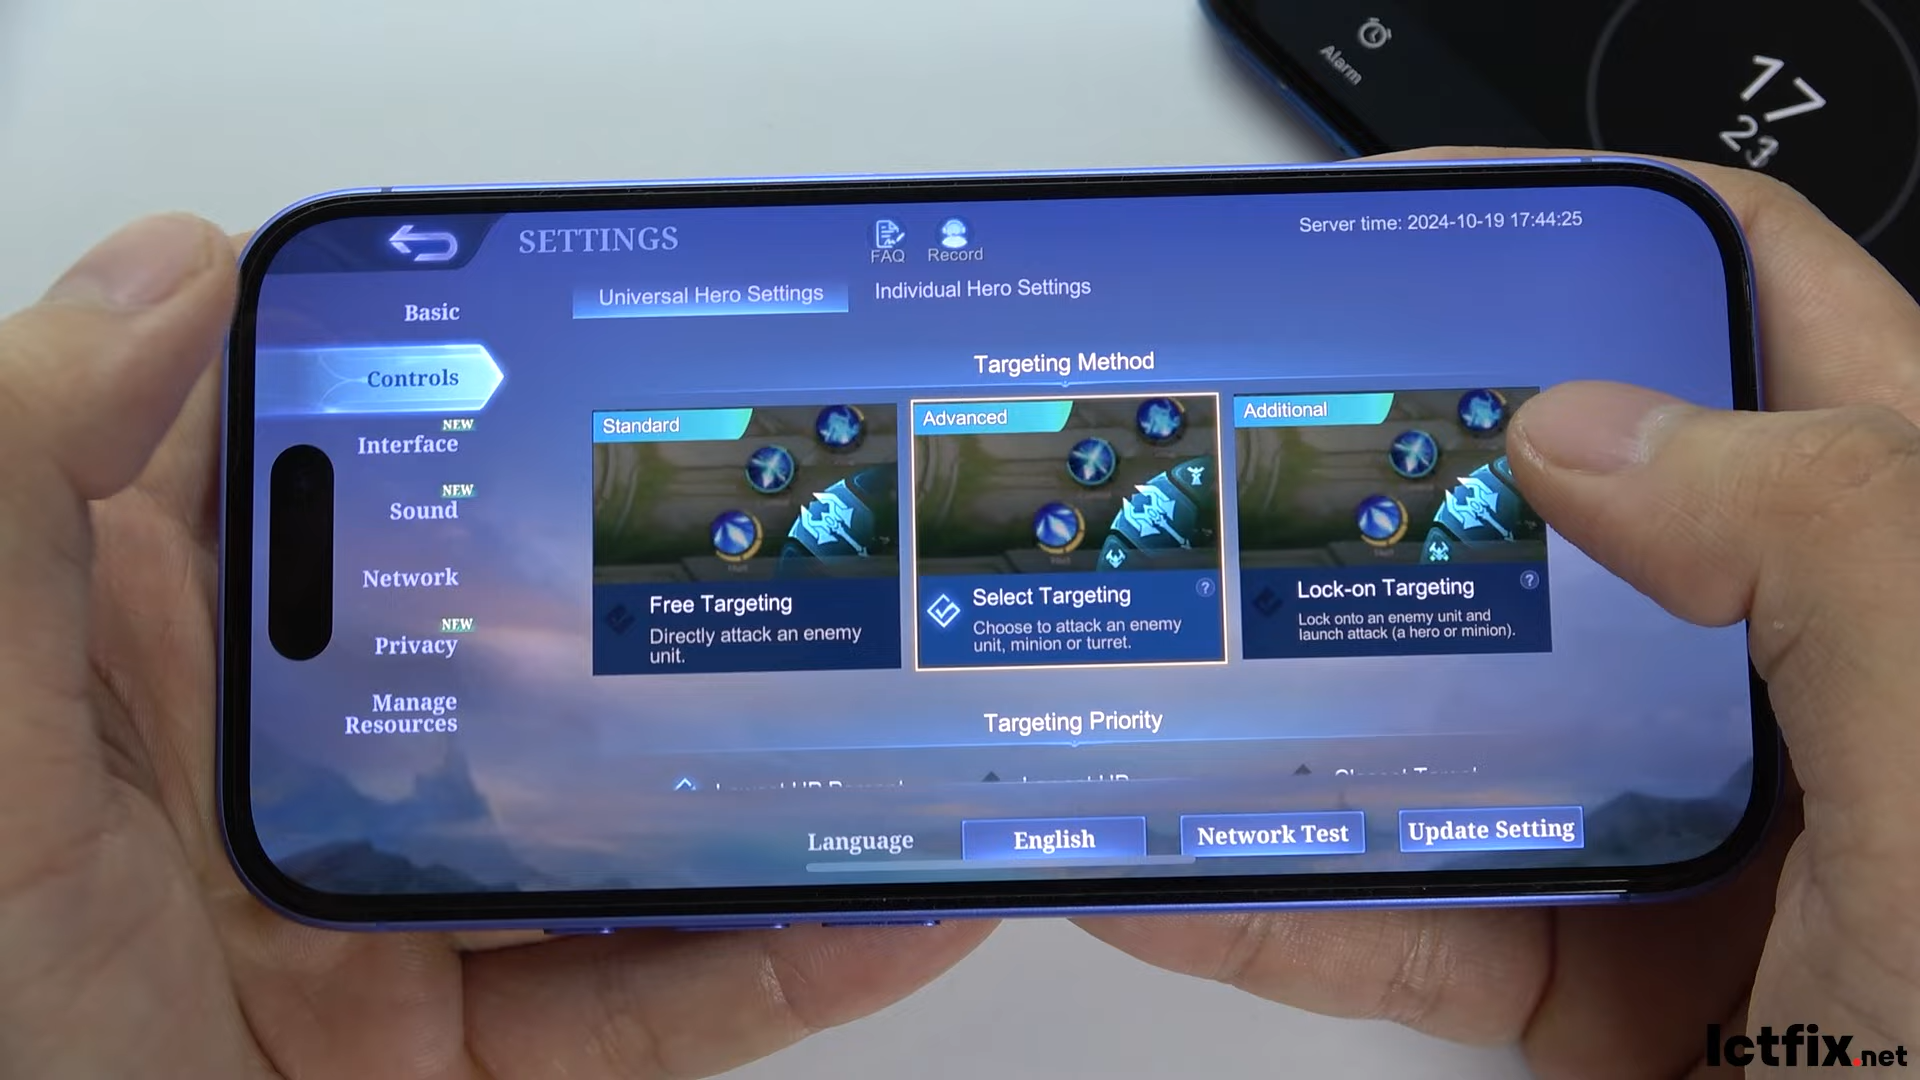 Alarm
17
23
SETTINGS
FAQ
Record
Server time: 2024-10-19 17:44:25
Universal Hero Settings
Individual Hero Settings
Basic
Controls
NEW
Interface
NEW
Sound
Network
NEW
Privacy
Manage
Resources
Targeting Method
Standard
Free Targeting
Directly attack an enemy
unit.
Advanced
Select Targeting
?
Choose to attack an enemy
unit, minion or turret.
Additional
Lock-on Targeting
?
Lock onto an enemy unit and
launch attack (a hero or minion).
Targeting Priority
Language
English
Network Test
Update Setting
Ictfix.net